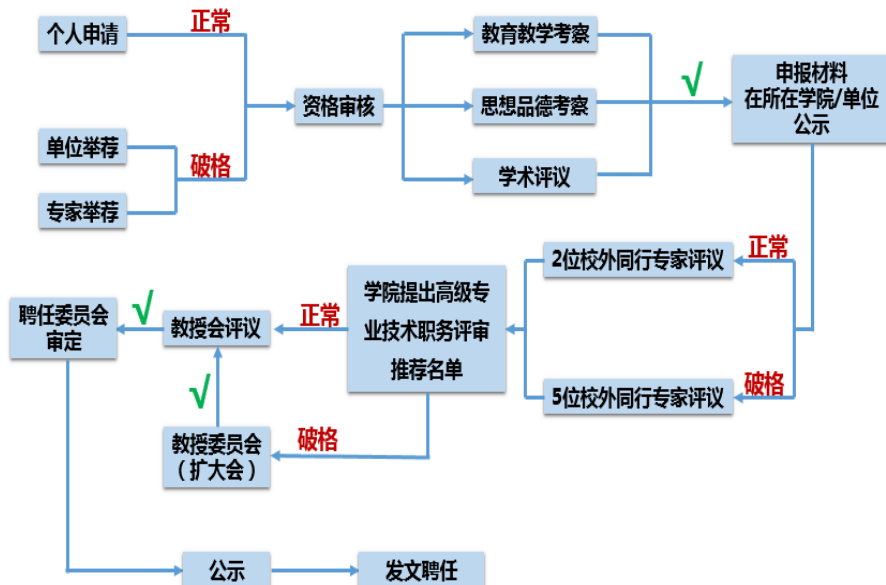 个人申请
正常
教育教学考察
资格审核
思想品德考察
√
申报材料
在所在学院/单位
公示
单位举荐
破格
专家举荐
学术评议
2位校外同行专家评议
正常
学院提出高级专
业技术职务评审
推荐名单
5位校外同行专家评议
破格
正常
教授会评议
√
聘任委员会
审定
√
破格
教授委员会
（扩大会）
公示
发文聘任